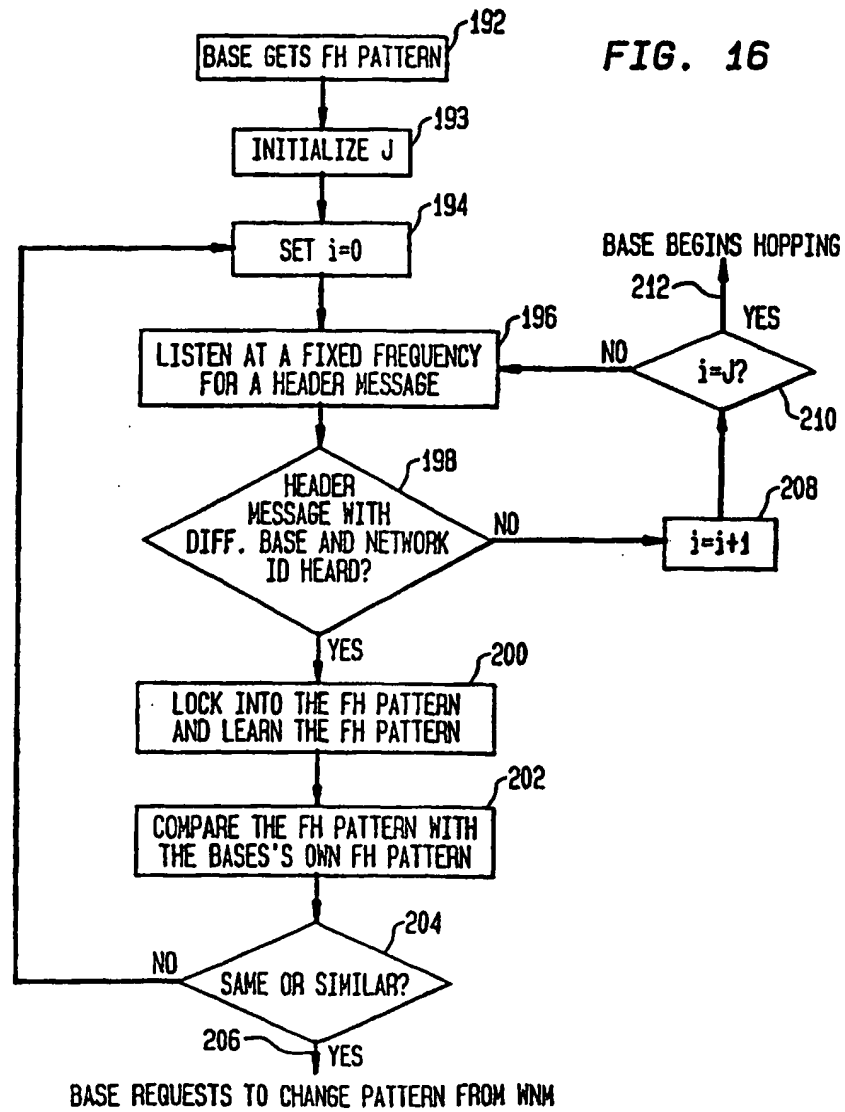 192
BASE GETS FH PATTERN
FIG. 16
193
INITIALIZE J
194
SET i=0
BASE BEGINS HOPPING
212
YES
196
LISTEN AT A FIXED FREQUENCY
FOR A HEADER MESSAGE
NO
i=J?
210
198
HEADER
MESSAGE WITH
DIFF. BASE AND NETWORK
ID HEARD?
NO
208
i=i+1
YES
200
LOCK INTO THE FH PATTERN
AND LEARN THE FH PATTERN
202
COMPARE THE FH PATTERN WITH
THE BASES'S OWN FH PATTERN
204
NO
SAME OR SIMILAR?
206
YES
BASE REQUESTS TO CHANGE PATTERN FROM WNM